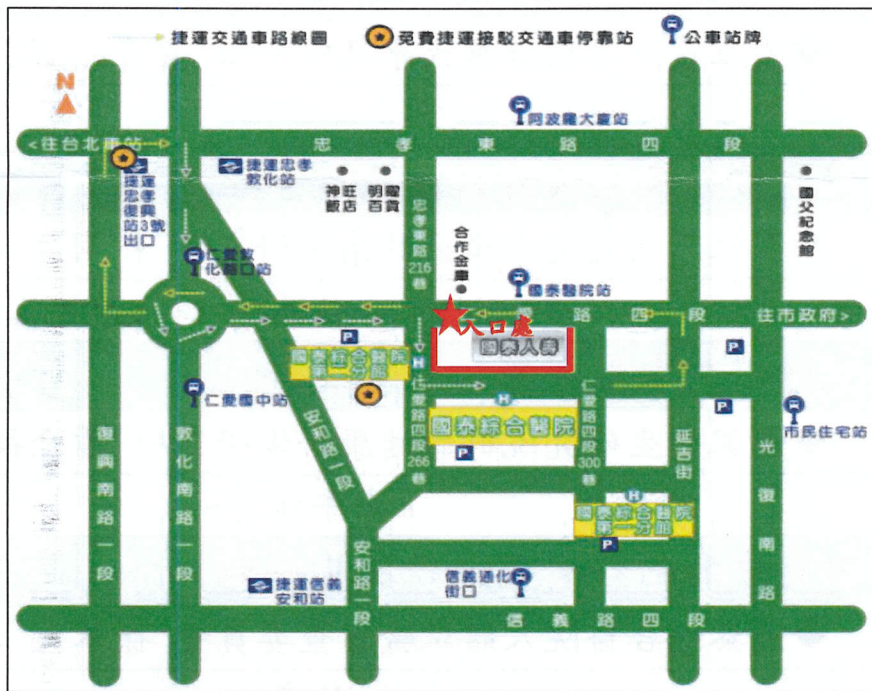 捷運交通車路線圖
免費捷運接駁交通車停靠站
公車站牌
N
阿波羅大廈站
<往台北車站
忠孝東路四段
捷運忠孝復興站3號出口
捷運忠孝
敦化站
神旺飯店
明曜百貨
忠孝東路216巷
合作金庫
國父紀念館
仁愛敦
化路口站
國泰醫院站
入口處
路四段
往市政府>
國泰人壽
P
國泰綜合醫院
第二分館
H
P
仁愛國中站
仁愛路四段266巷
H
國泰綜合醫院
P
仁愛路四段300巷
P
市民住宅站
復興南路一段
敦化南路一段
安和路一段
延吉街
光復南路
H
國泰綜合醫院
第一分館
P
安和路一段
捷運信義
安和站
信義通化
街口
信義路四段